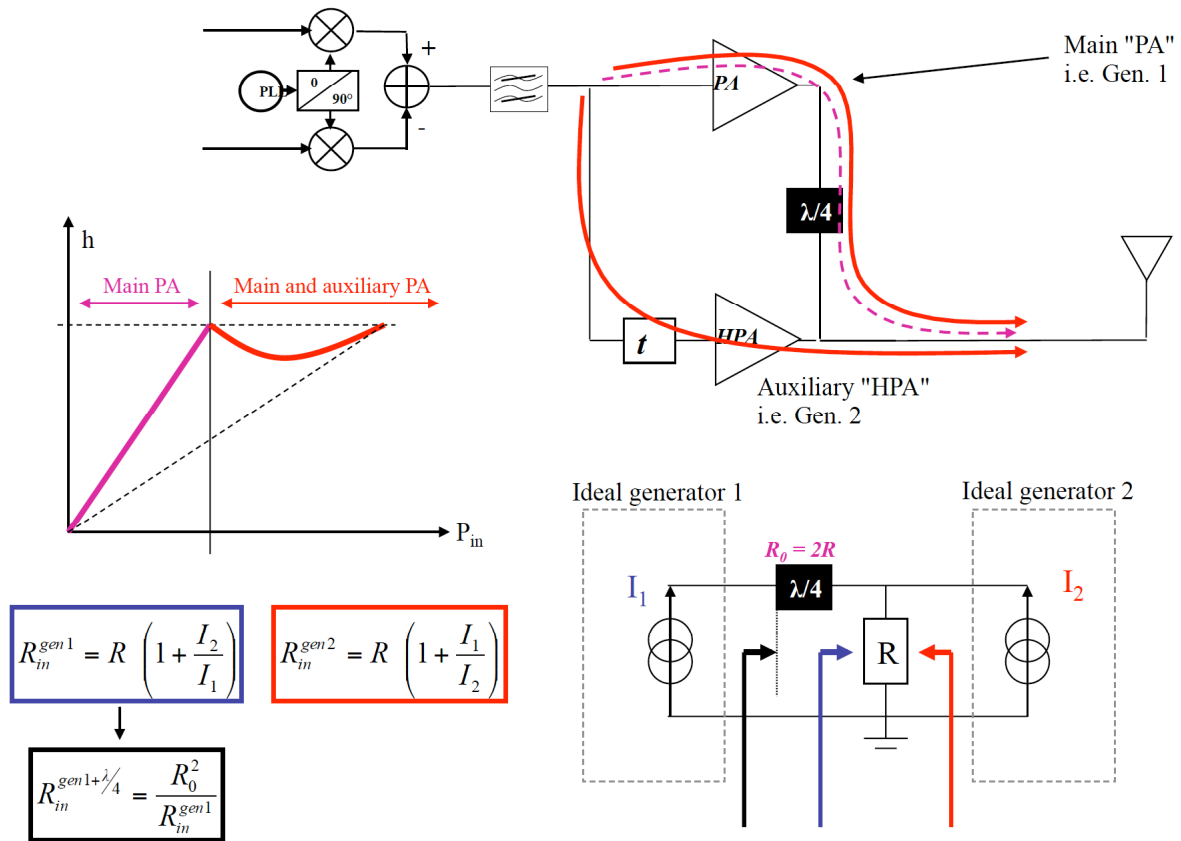 +
PLL
0
90°
-
PA
Main "PA"
i.e. Gen. 1
λ/4
t
HPA
Auxiliary "HPA"
i.e. Gen. 2
h
Main PA
Main and auxiliary PA
P_in
R_in^gen1 = R (1 + I_2/I_1)
R_in^gen2 = R (1 + I_1/I_2)
R_in^gen1+λ/4 = R_0^2/R_in^gen1
Ideal generator 1
Ideal generator 2
R_0 = 2R
λ/4
I_1
I_2
R